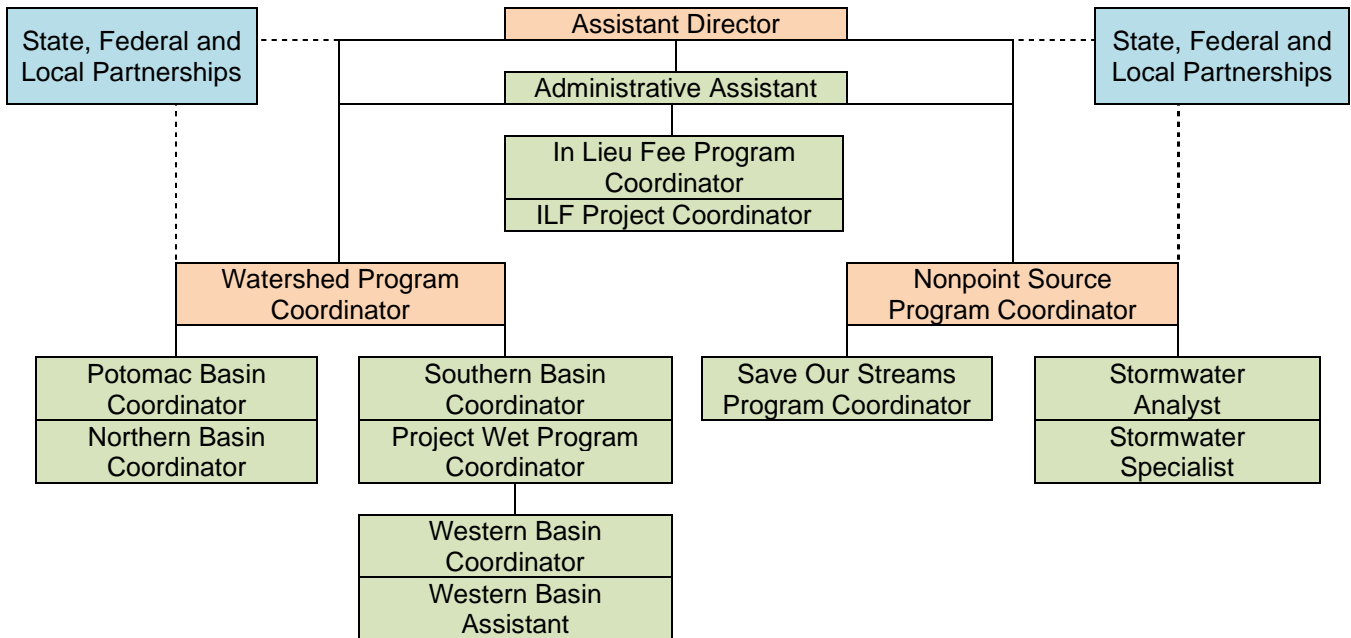 Assistant Director
State, Federal and
Local Partnerships
State, Federal and
Local Partnerships
Administrative Assistant
In Lieu Fee Program
Coordinator
ILF Project Coordinator
Watershed Program
Coordinator
Nonpoint Source
Program Coordinator
Potomac Basin
Coordinator
Northern Basin
Coordinator
Southern Basin
Coordinator
Project Wet Program
Coordinator
Save Our Streams
Program Coordinator
Stormwater
Analyst
Stormwater
Specialist
Western Basin
Coordinator
Western Basin
Assistant